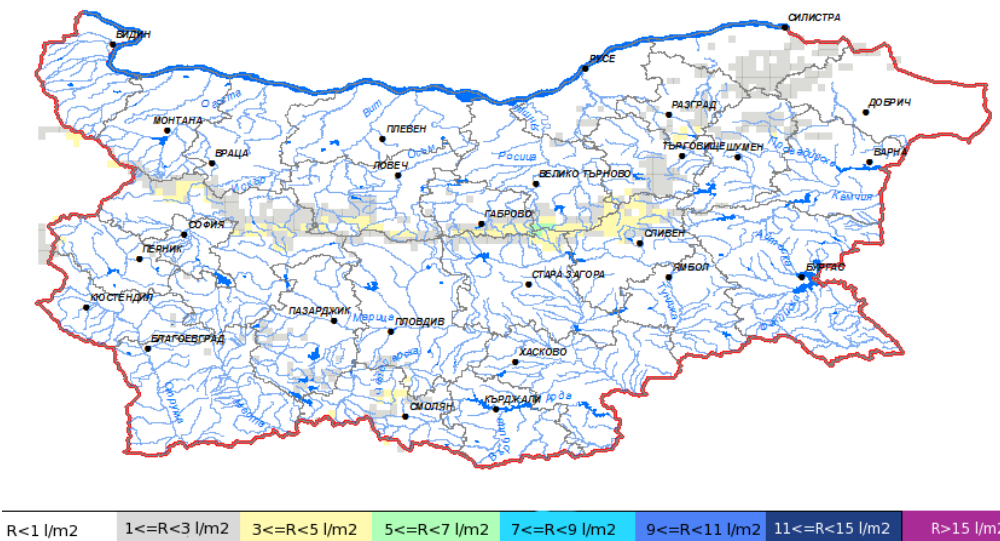 СИЛИСТРА
ВИДИН
РУСЕ
Огоста
Вит
РАЗГРАД
ДОБРИЧ
МОНТАНА
ПЛЕВЕН
Осъм
ВРАЦА
ЛОВЕЧ
Росица
ТЪРГОВИЩЕ
ШУМЕН
ВАРНА
Искър
ВЕЛИКО ТЪРНОВО
Камчия
ГАБРОВО
СОФИЯ
СЛИВЕН
ПЕРНИК
СТАРА ЗАГОРА
ЯМБОЛ
БУРГАС
КЮСТЕНДИЛ
ПАЗАРДЖИК
Марица
ПЛОВДИВ
БЛАГОЕВГРАД
ХАСКОВО
Струма
Места
СМОЛЯН
КЪРДЖАЛИ
R<1 l/m2 1<=R<3 l/m2 3<=R<5 l/m2 5<=R<7 l/m2 7<=R<9 l/m2 9<=R<11 l/m2 11<=R<15 l/m2 R>15 l/m2